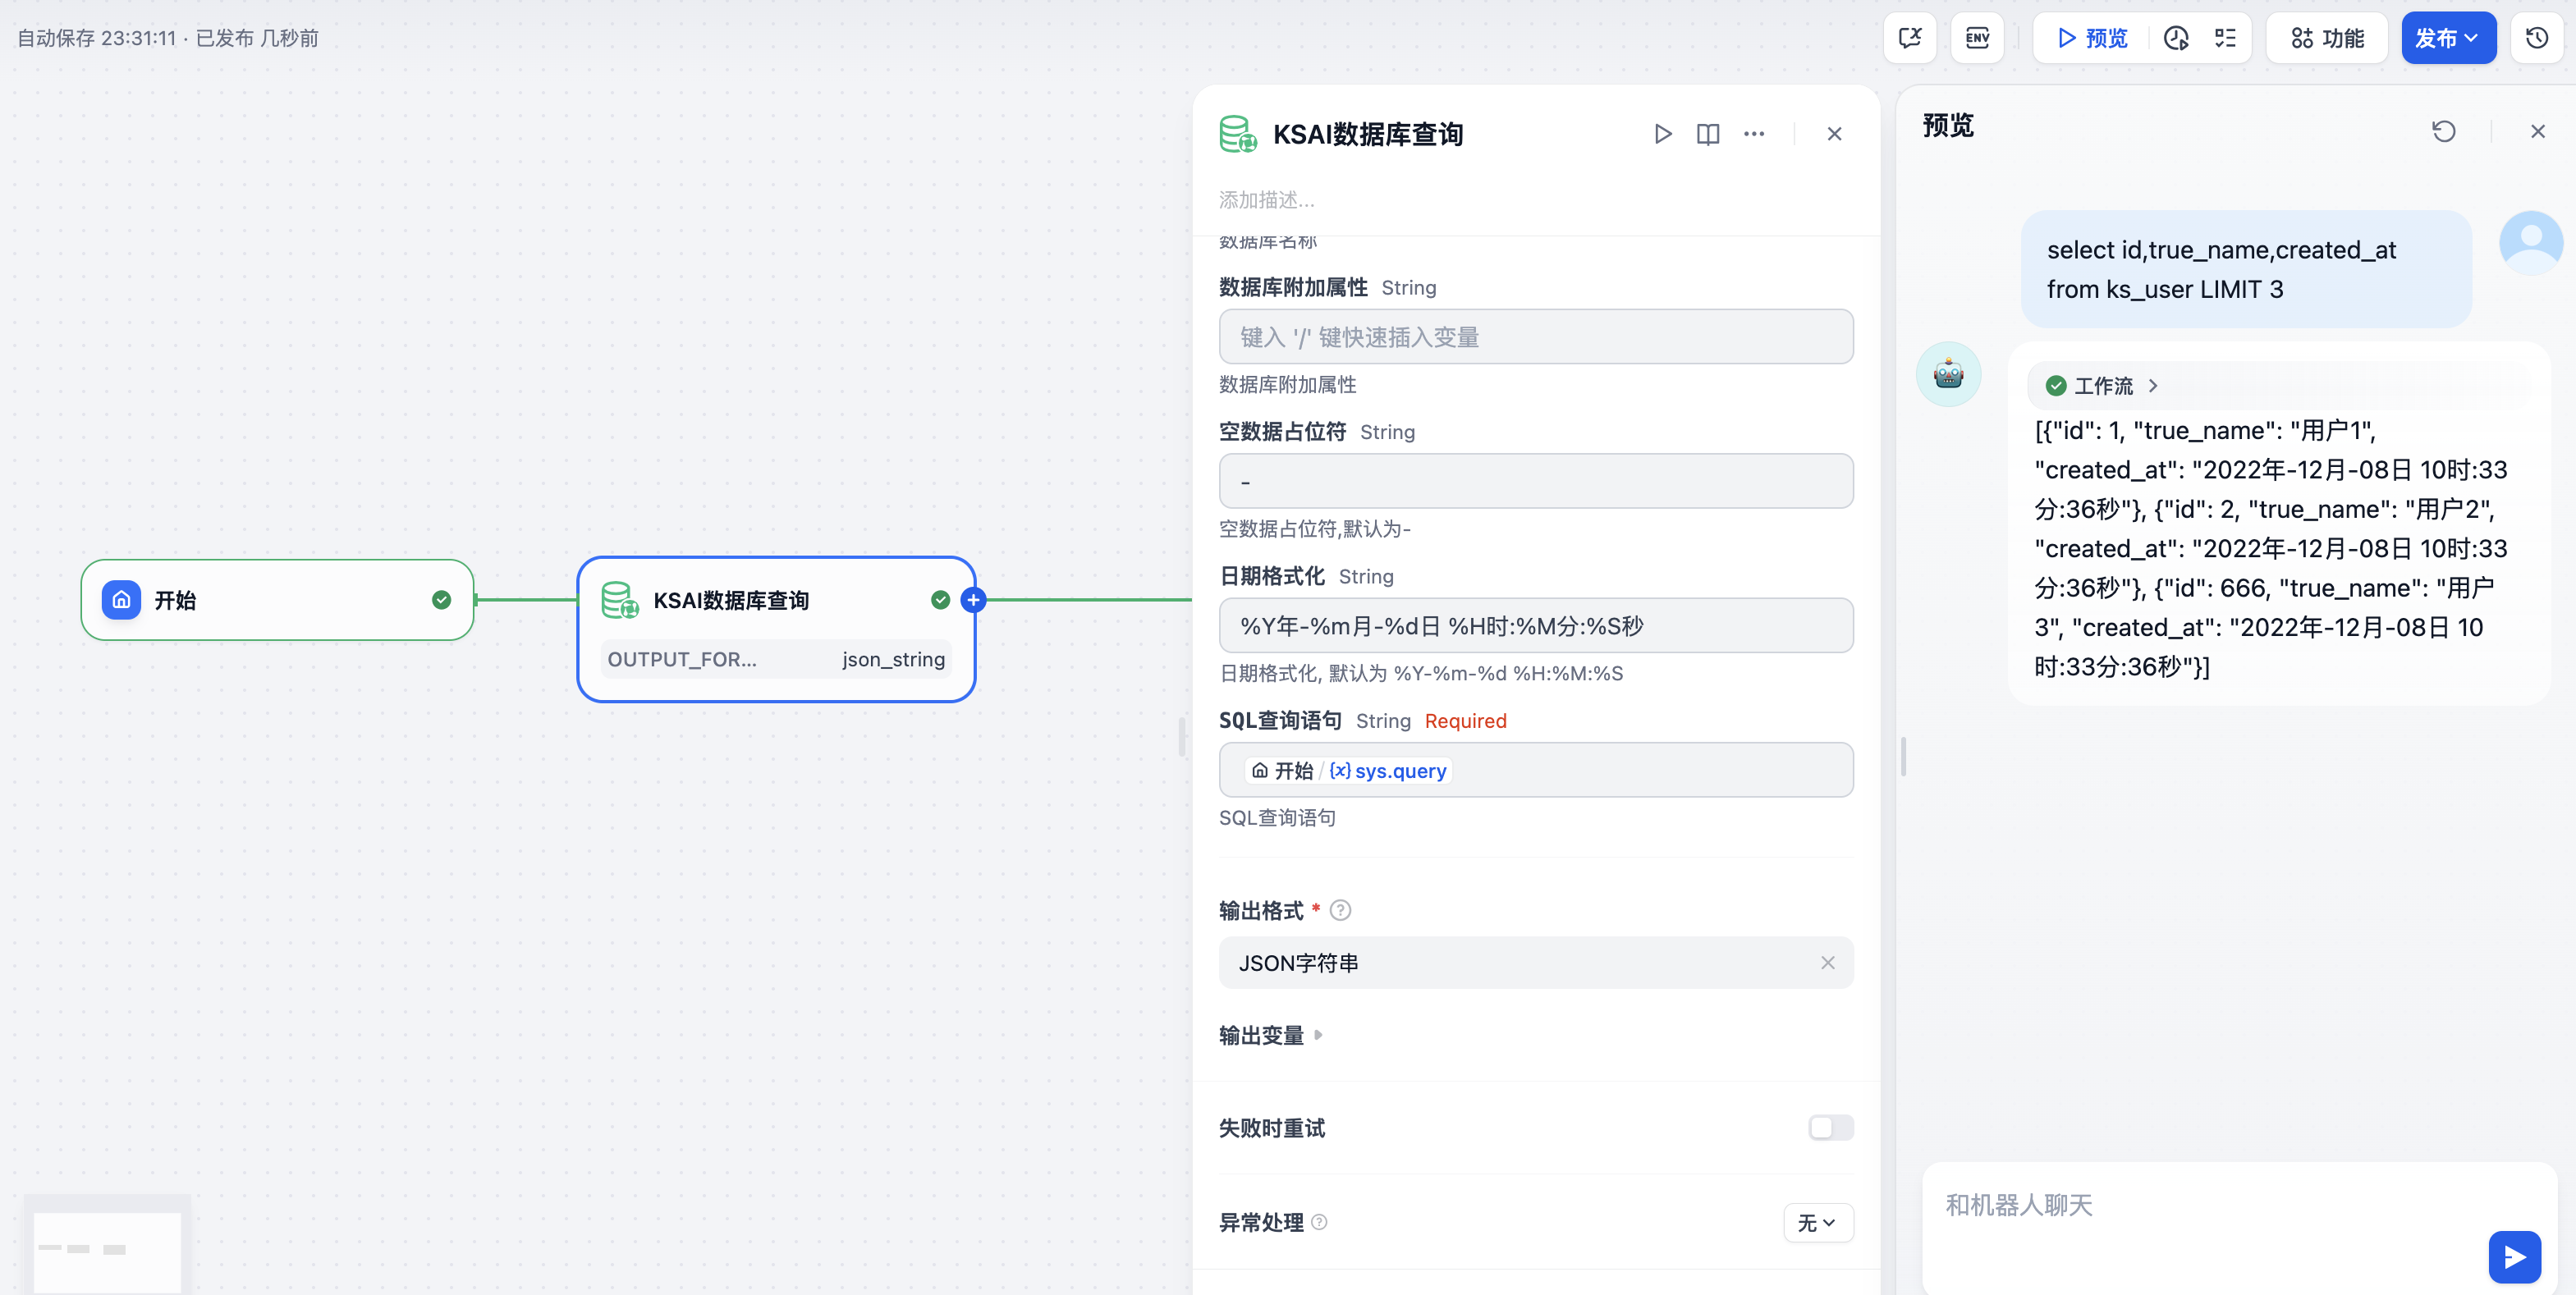 自动保存 23:31:11 · 已发布 几秒前
ENV
预览
功能
发布
开始
KSAI数据库查询
OUTPUT_FOR... json_string
KSAI数据库查询
添加描述...
数据库名称
数据库附加属性 String
键入 '/' 键快速插入变量
数据库附加属性
空数据占位符 String
-
空数据占位符,默认为-
日期格式化 String
%Y年-%m月-%d日 %H时:%M分:%S秒
日期格式化, 默认为 %Y-%m-%d %H:%M:%S
SQL查询语句 String Required
开始 / {x} sys.query
SQL查询语句
输出格式 *
JSON字符串
输出变量
失败时重试
异常处理
无
预览
select id,true_name,created_at
from ks_user LIMIT 3
工作流
[{"id": 1, "true_name": "用户1",
"created_at": "2022年-12月-08日 10时:33
分:36秒"}, {"id": 2, "true_name": "用户2",
"created_at": "2022年-12月-08日 10时:33
分:36秒"}, {"id": 666, "true_name": "用户
3", "created_at": "2022年-12月-08日 10
时:33分:36秒"}]
和机器人聊天